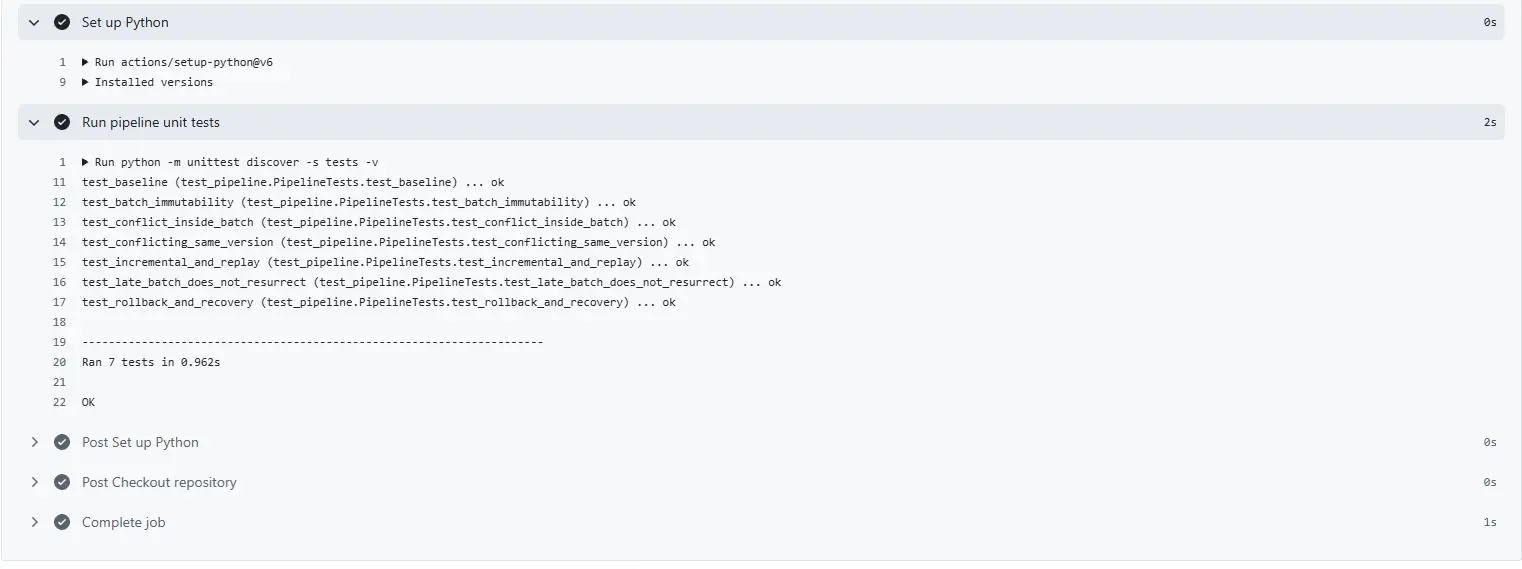 Set up Python 0s
1 Run actions/setup-python@v6
9 Installed versions
Run pipeline unit tests 2s
1 Run python -m unittest discover -s tests -v
11 test_baseline (test_pipeline.PipelineTests.test_baseline) ... ok
12 test_batch_immutability (test_pipeline.PipelineTests.test_batch_immutability) ... ok
13 test_conflict_inside_batch (test_pipeline.PipelineTests.test_conflict_inside_batch) ... ok
14 test_conflicting_same_version (test_pipeline.PipelineTests.test_conflicting_same_version) ... ok
15 test_incremental_and_replay (test_pipeline.PipelineTests.test_incremental_and_replay) ... ok
16 test_late_batch_does_not_resurrect (test_pipeline.PipelineTests.test_late_batch_does_not_resurrect) ... ok
17 test_rollback_and_recovery (test_pipeline.PipelineTests.test_rollback_and_recovery) ... ok
18
19 ----------------------------------------------------------------------
20 Ran 7 tests in 0.962s
21
22 OK
Post Set up Python 0s
Post Checkout repository 0s
Complete job 1s